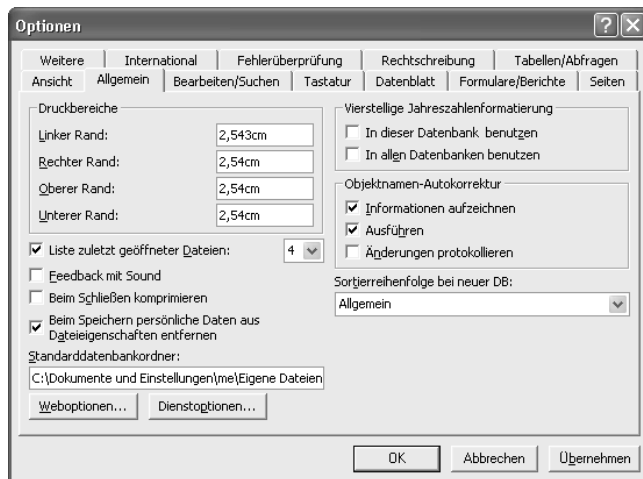 Optionen
Weitere International Fehlerüberprüfung Rechtschreibung Tabellen/Abfragen
Ansicht Allgemein Bearbeiten/Suchen Tastatur Datenblatt Formulare/Berichte Seiten
Druckbereiche
Linker Rand: 2,543cm
Rechter Rand: 2,54cm
Oberer Rand: 2,54cm
Unterer Rand: 2,54cm
Liste zuletzt geöffneter Dateien: 4
Feedback mit Sound
Beim Schließen komprimieren
Beim Speichern persönliche Daten aus
Dateieigenschaften entfernen
Standarddatenbankordner:
C:\Dokumente und Einstellungen\me\Eigene Dateien
Weboptionen... Dienstoptionen...
Vierstellige Jahreszahlenformatierung
In dieser Datenbank benutzen
In allen Datenbanken benutzen
Objektnamen-Autokorrektur
Informationen aufzeichnen
Ausführen
Änderungen protokollieren
Sortierreihenfolge bei neuer DB:
Allgemein
OK Abbrechen Übernehmen